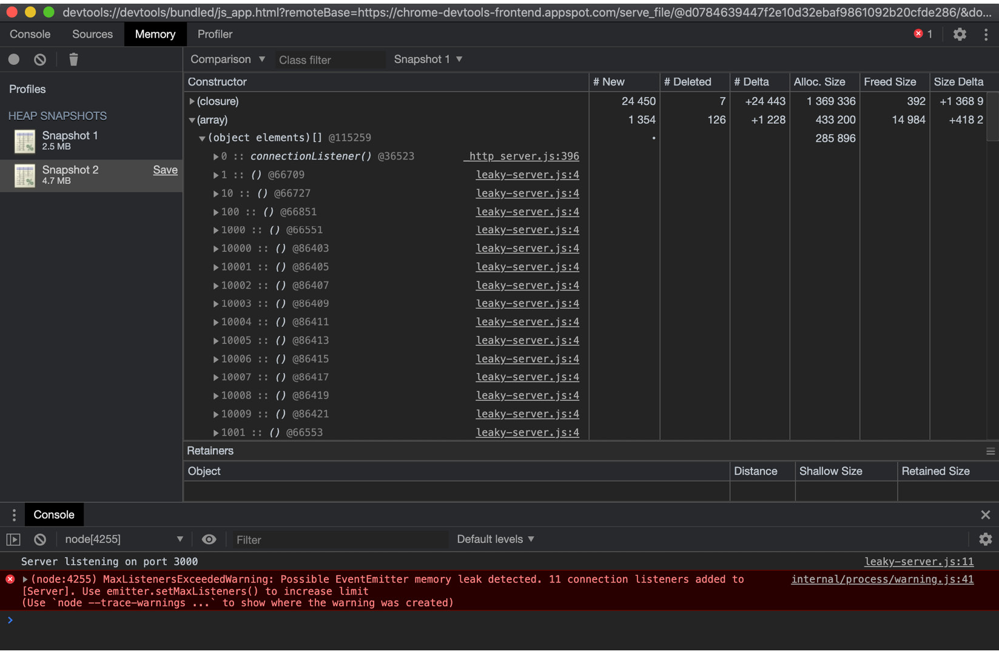 devtools://devtools/bundled/js_app.html?remoteBase=https://chrome-devtools-frontend.appspot.com/serve_file/@d0784639447f2e10d32ebaf9861092b20cfde286/&do...
Console Sources Memory Profiler 1
Comparison Class filter Snapshot 1
Profiles
HEAP SNAPSHOTS
Snapshot 1
2.5 MB
Snapshot 2 Save
4.7 MB
Constructor # New # Deleted # Delta Alloc. Size Freed Size Size Delta
(closure) 24 450 7 +24 443 1 369 336 392 +1 368 9
(array) 1 354 126 +1 228 433 200 14 984 +418 2
(object elements)[] @115259 • 285 896
0 :: connectionListener() @36523 _http_server.js:396
1 :: () @66709 leaky-server.js:4
10 :: () @66727 leaky-server.js:4
100 :: () @66851 leaky-server.js:4
1000 :: () @66551 leaky-server.js:4
10000 :: () @86403 leaky-server.js:4
10001 :: () @86405 leaky-server.js:4
10002 :: () @86407 leaky-server.js:4
10003 :: () @86409 leaky-server.js:4
10004 :: () @86411 leaky-server.js:4
10005 :: () @86413 leaky-server.js:4
10006 :: () @86415 leaky-server.js:4
10007 :: () @86417 leaky-server.js:4
10008 :: () @86419 leaky-server.js:4
10009 :: () @86421 leaky-server.js:4
1001 :: () @66553 leaky-server.js:4
Retainers
Object Distance Shallow Size Retained Size
Console
node[4255] Filter Default levels
Server listening on port 3000 leaky-server.js:11
(node:4255) MaxListenersExceededWarning: Possible EventEmitter memory leak detected. 11 connection listeners added to internal/process/warning.js:41
[Server]. Use emitter.setMaxListeners() to increase limit
(Use `node --trace-warnings ...` to show where the warning was created)